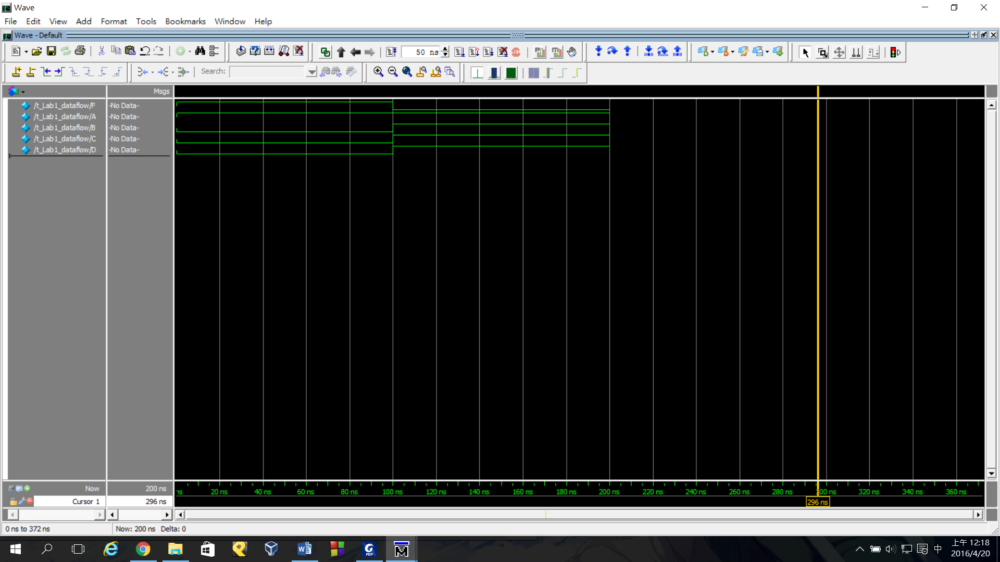 Wave
File Edit View Add Format Tools Bookmarks Window Help
Wave - Default
50 ns
Search:
Msgs
/t_Lab1_dataflow/F -No Data-
/t_Lab1_dataflow/A -No Data-
/t_Lab1_dataflow/B -No Data-
/t_Lab1_dataflow/C -No Data-
/t_Lab1_dataflow/D -No Data-
Now 200 ns
ns 20 ns 40 ns 60 ns 80 ns 100 ns 120 ns 140 ns 160 ns 180 ns 200 ns 220 ns 240 ns 260 ns 280 ns 300 ns 320 ns 340 ns 360 ns
Cursor 1 296 ns
296 ns
0 ns to 372 ns Now: 200 ns Delta: 0
中
上午 12:18
2016/4/20